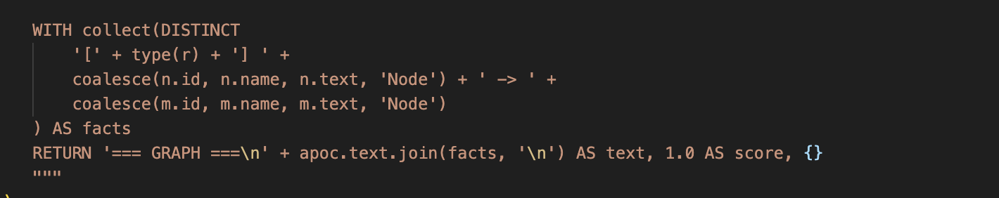 WITH collect(DISTINCT
    '[' + type(r) + '] ' +
    coalesce(n.id, n.name, n.text, 'Node') + ' -> ' +
    coalesce(m.id, m.name, m.text, 'Node')
) AS facts
RETURN '=== GRAPH ===\n' + apoc.text.join(facts, '\n') AS text, 1.0 AS score, {}
"""